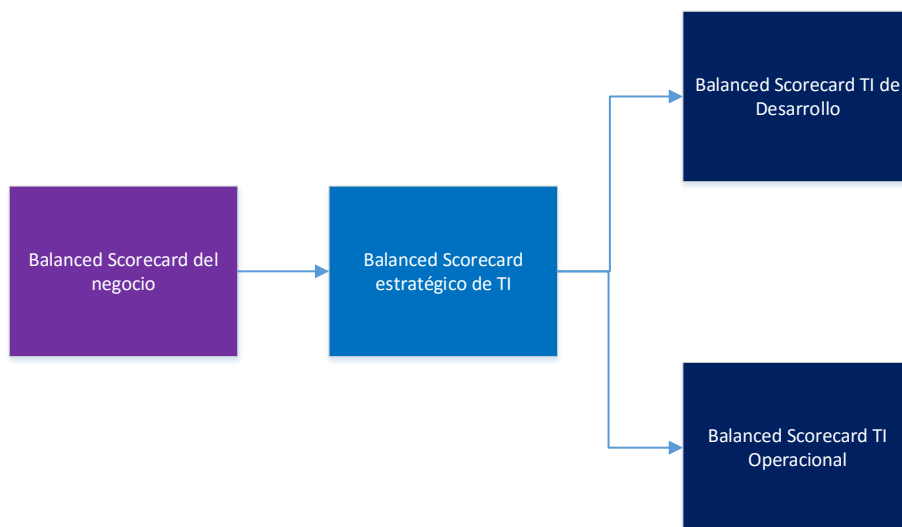 Balanced Scorecard TI de
Desarrollo
Balanced Scorecard del
negocio
Balanced Scorecard
estratégico de TI
Balanced Scorecard TI
Operacional